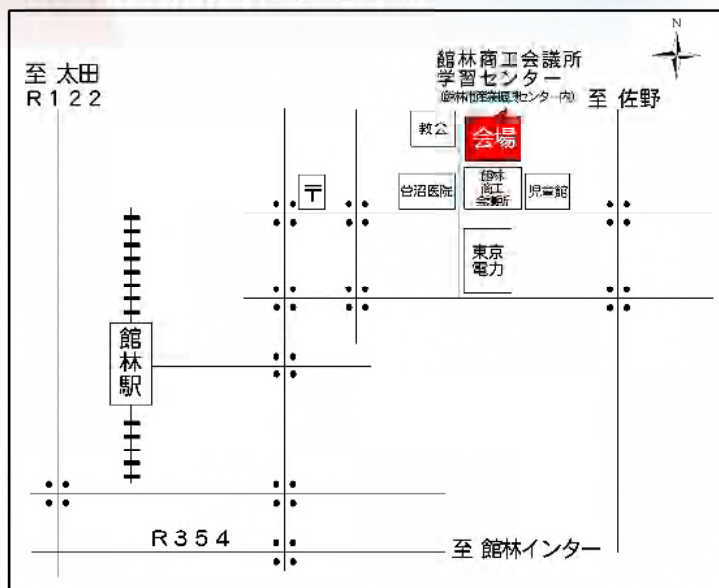 N
館林商工会議所
学習センター
至 太田
R122
至 佐野
教公
会場
〒
菅沼医院
館林
商工
会議所
児童館
東京
電力
館林駅
R354
至 館林インター